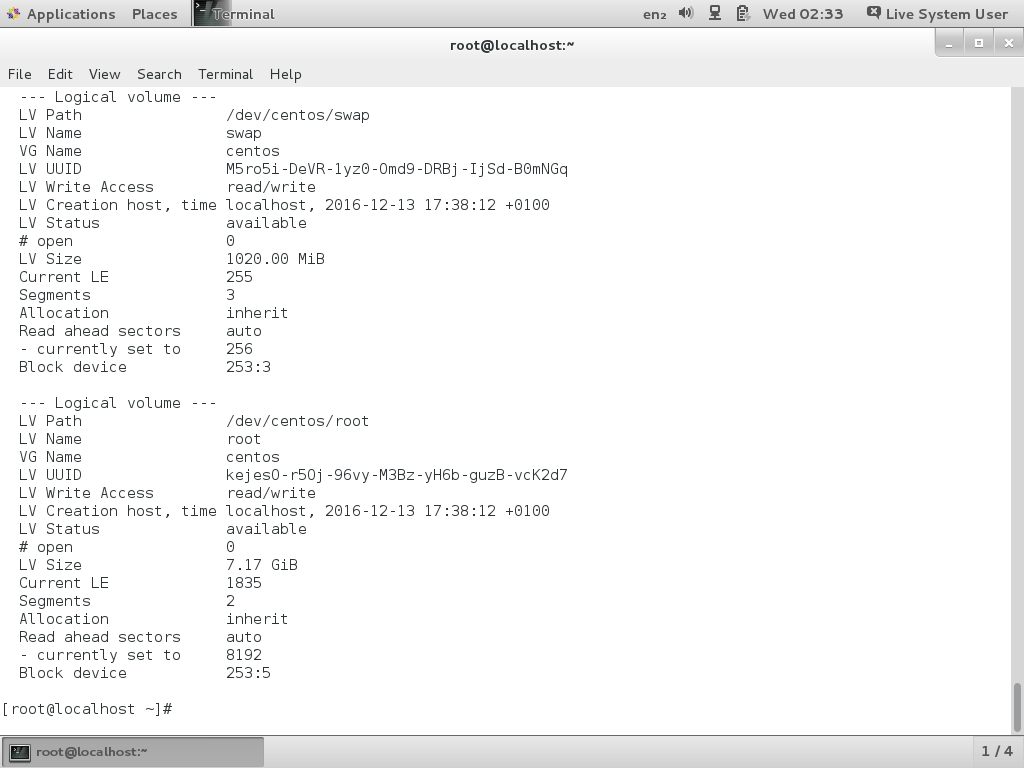 Applications Places Terminal en₂ Wed 02:33 Live System User
root@localhost:~
File Edit View Search Terminal Help
--- Logical volume ---
LV Path /dev/centos/swap
LV Name swap
VG Name centos
LV UUID M5ro5i-DeVR-1yz0-Omd9-DRBj-IjSd-B0mNGq
LV Write Access read/write
LV Creation host, time localhost, 2016-12-13 17:38:12 +0100
LV Status available
# open 0
LV Size 1020.00 MiB
Current LE 255
Segments 3
Allocation inherit
Read ahead sectors auto
- currently set to 256
Block device 253:3
--- Logical volume ---
LV Path /dev/centos/root
LV Name root
VG Name centos
LV UUID kejesO-r5Oj-96vy-M3Bz-yH6b-guzB-vcK2d7
LV Write Access read/write
LV Creation host, time localhost, 2016-12-13 17:38:12 +0100
LV Status available
# open 0
LV Size 7.17 GiB
Current LE 1835
Segments 2
Allocation inherit
Read ahead sectors auto
- currently set to 8192
Block device 253:5
[root@localhost ~]#
root@localhost:~ 1 / 4